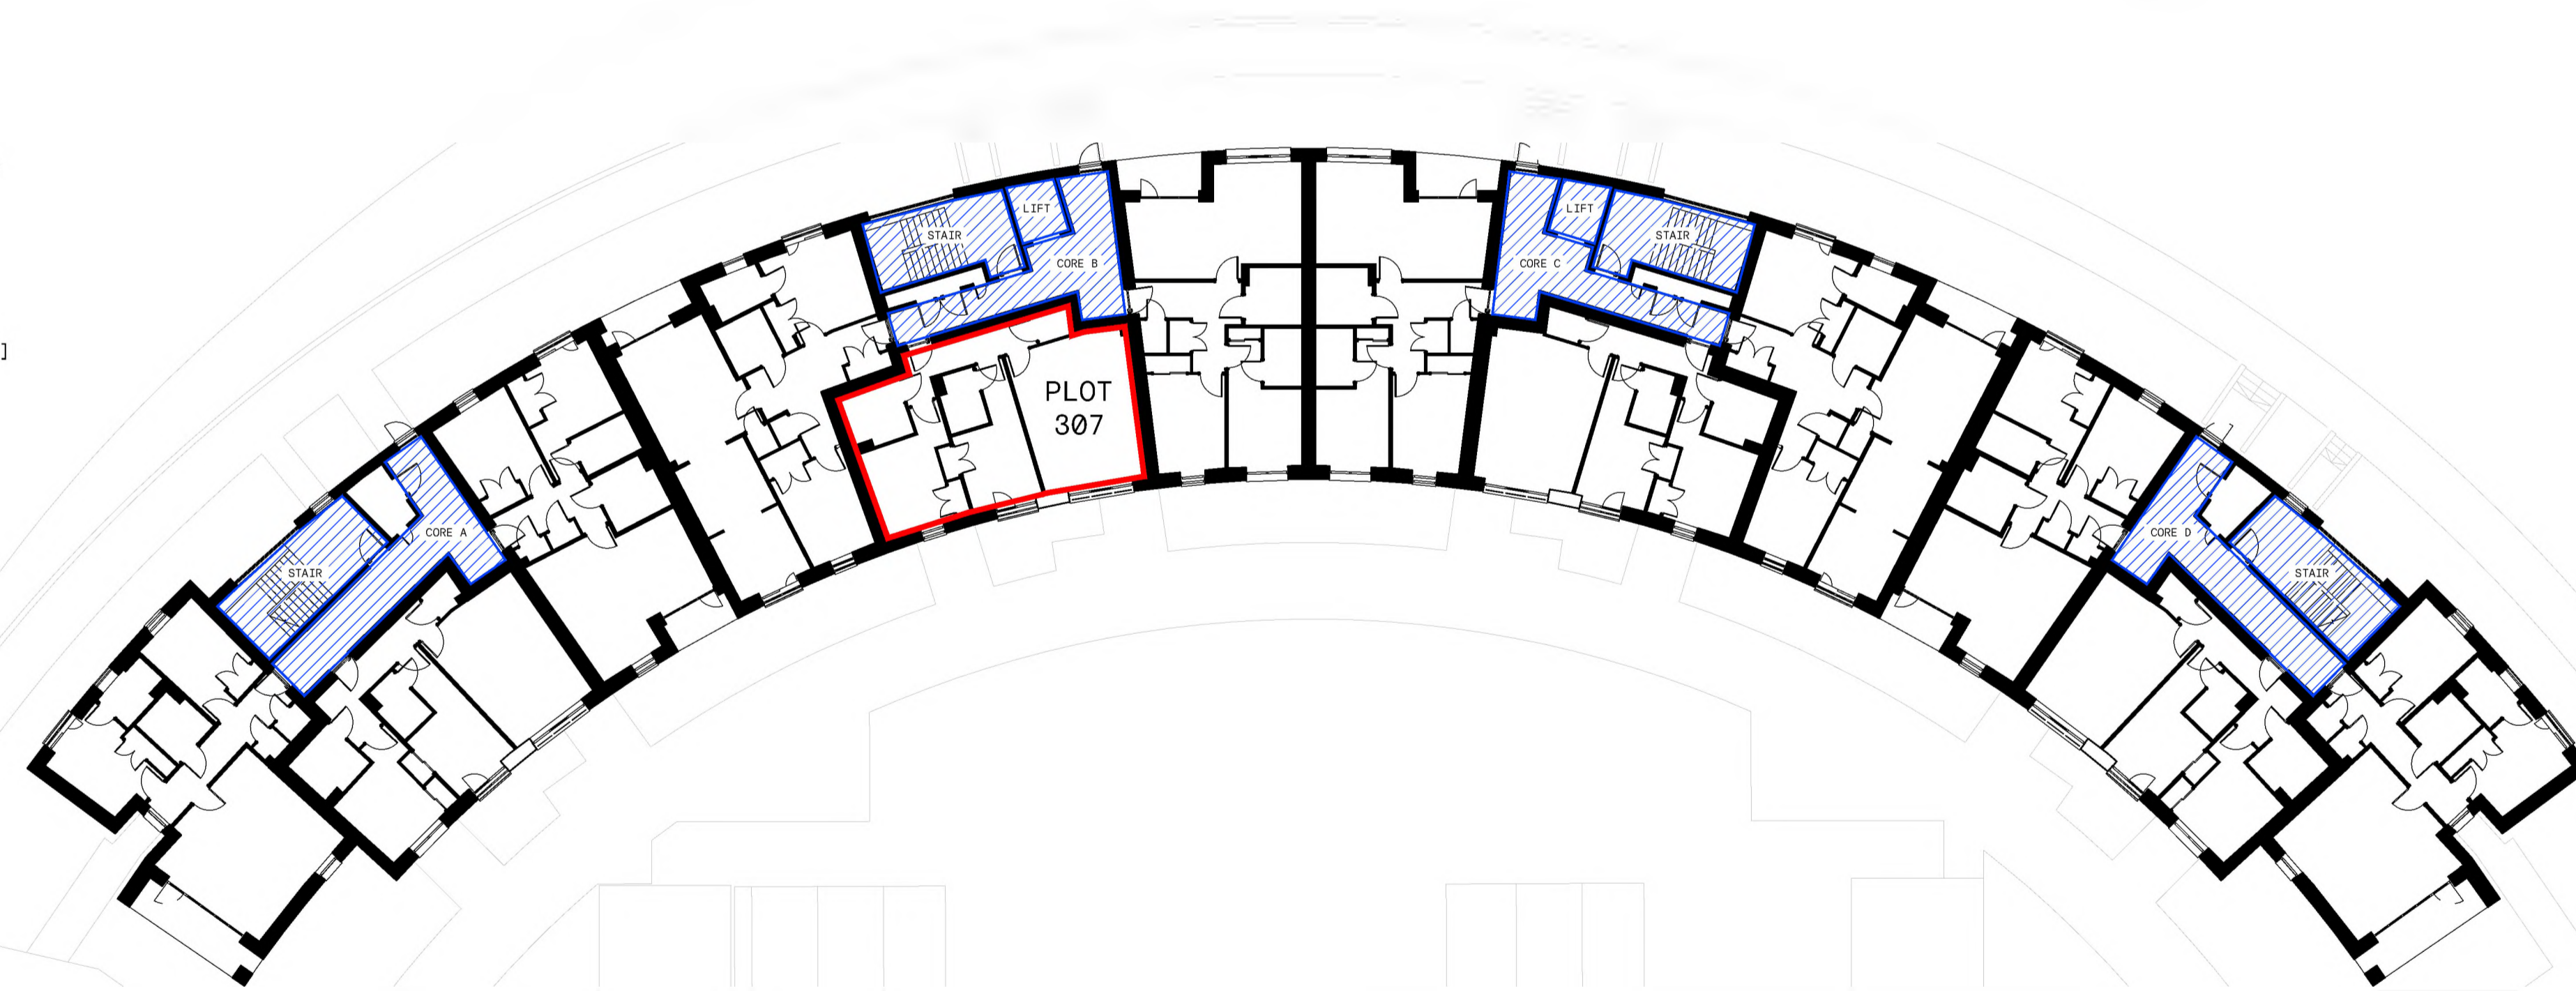 ]
LIFT
STAIR
CORE B
LIFT
STAIR
CORE C
PLOT
307
CORE A
STAIR
CORE D
STAIR